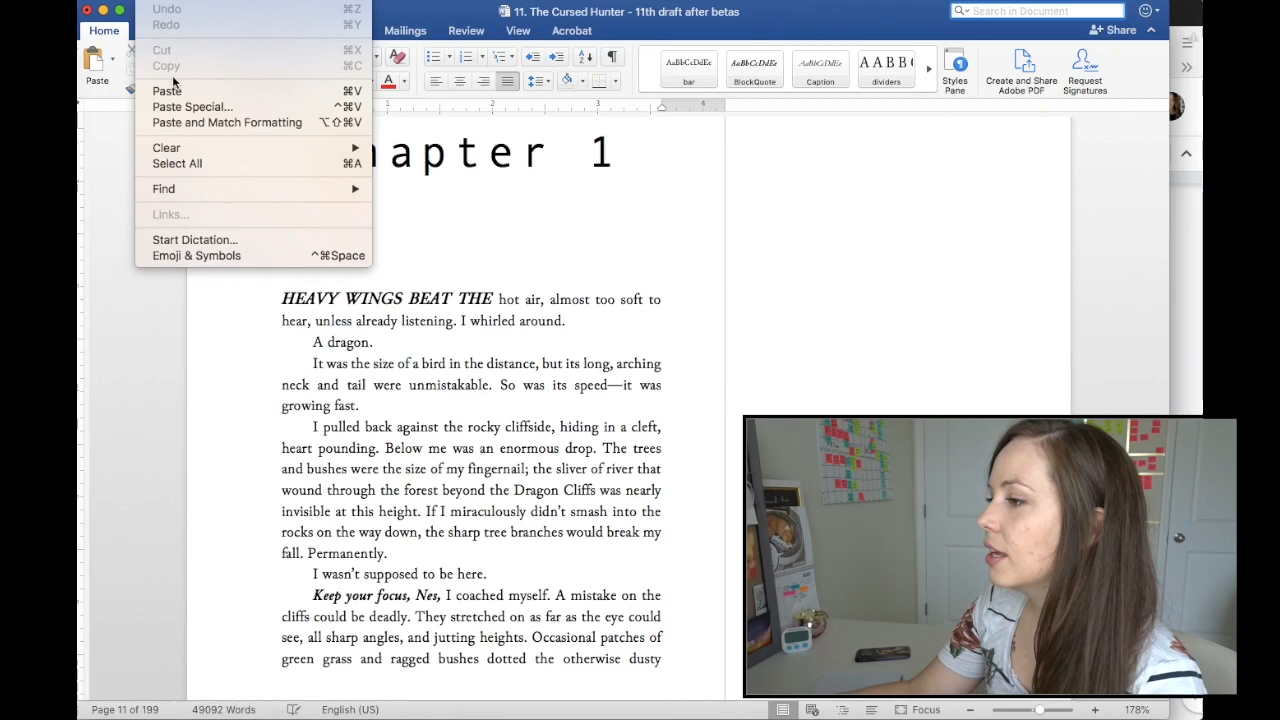 Undo ⌘Z
Redo ⌘Y
Cut ⌘X
Copy ⌘C
Paste ⌘V
Paste Special... ^⌘V
Paste and Match Formatting ⌥⇧⌘V
Clear
Select All ⌘A
Find
Links...
Start Dictation...
Emoji & Symbols ^⌘Space
11. The Cursed Hunter - 11th draft after betas
Search in Document
Home
Mailings Review View Acrobat
Share
Paste
AaBbCcDdEe AaBbCcDdEe AaBbCcDdEe AABBC
bar BlockQuote Caption dividers
Styles Pane
Create and Share Adobe PDF
Request Signatures
1 2 3 4
hapter 1
HEAVY WINGS BEAT THE hot air, almost too soft to
hear, unless already listening. I whirled around.
A dragon.
It was the size of a bird in the distance, but its long, arching
neck and tail were unmistakable. So was its speed—it was
growing fast.
I pulled back against the rocky cliffside, hiding in a cleft,
heart pounding. Below me was an enormous drop. The trees
and bushes were the size of my fingernail; the sliver of river that
wound through the forest beyond the Dragon Cliffs was nearly
invisible at this height. If I miraculously didn't smash into the
rocks on the way down, the sharp tree branches would break my
fall. Permanently.
I wasn't supposed to be here.
Keep your focus, Nes, I coached myself. A mistake on the
cliffs could be deadly. They stretched on as far as the eye could
see, all sharp angles, and jutting heights. Occasional patches of
green grass and ragged bushes dotted the otherwise dusty
Page 11 of 199 49092 Words English (US) Focus 178%